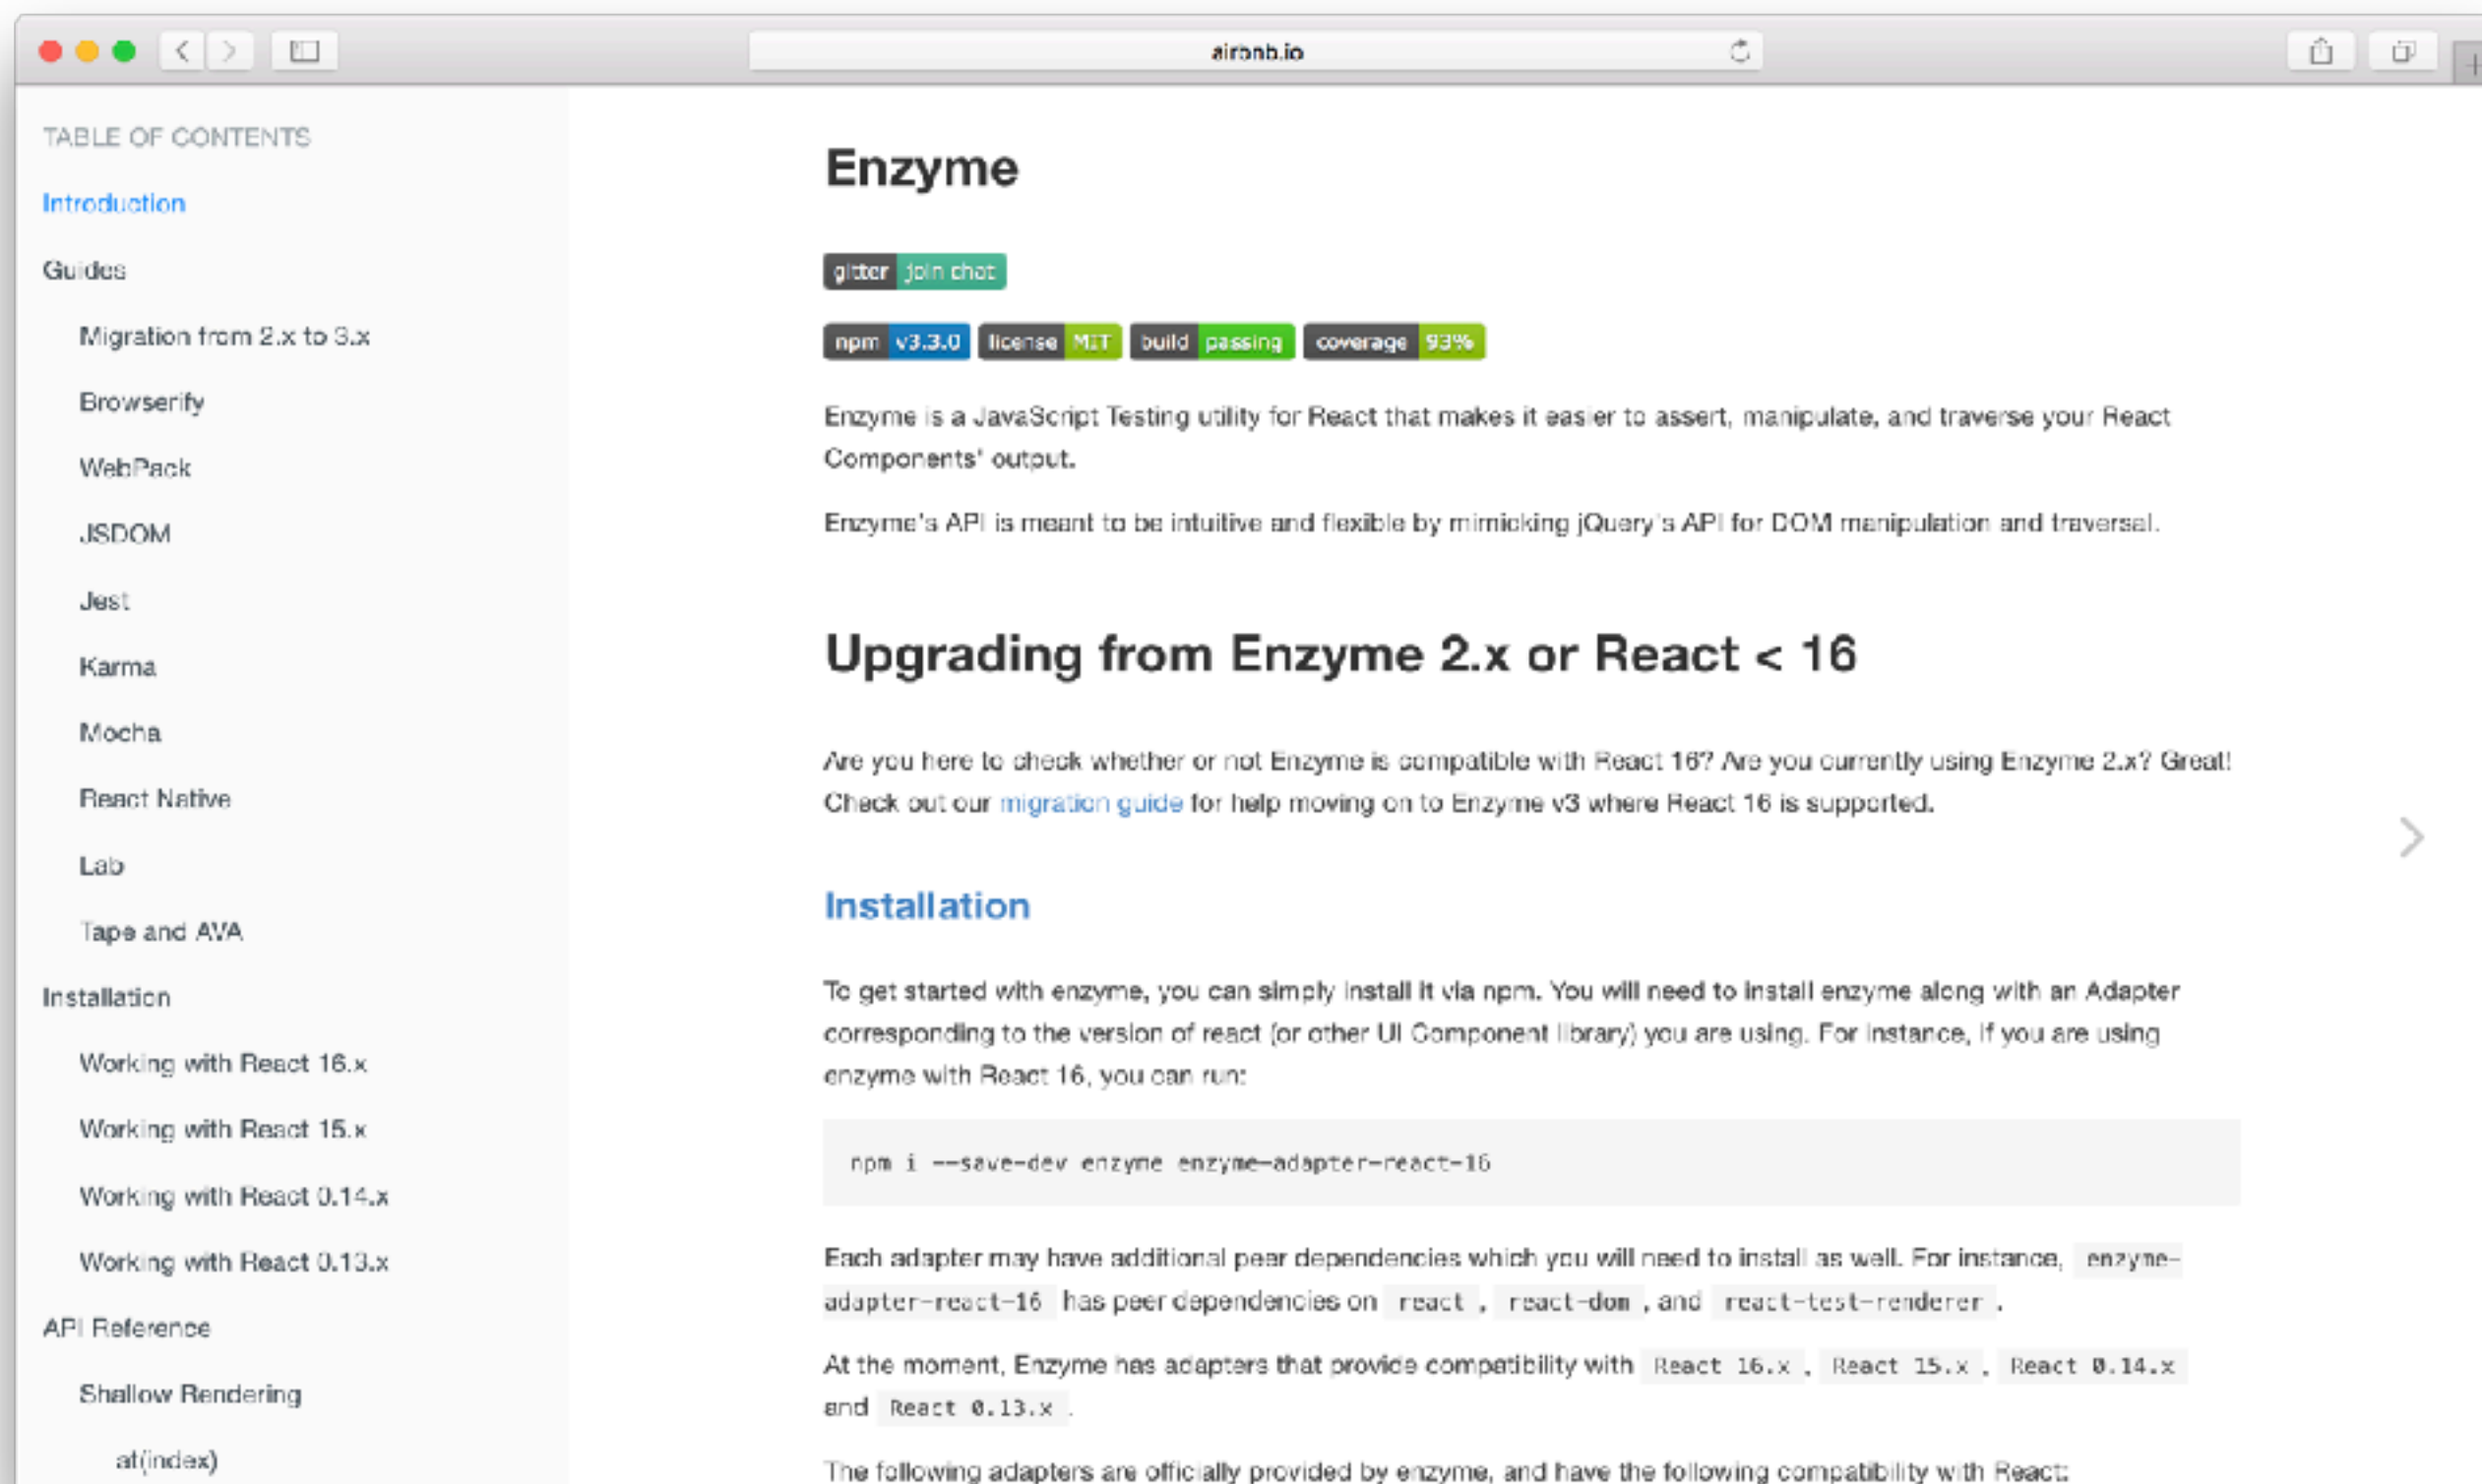 airbnb.io
TABLE OF CONTENTS
Introduction
Guides
Migration from 2.x to 3.x
Browserify
WebPack
JSDOM
Jest
Karma
Mocha
React Native
Lab
Tape and AVA
Installation
Working with React 16.x
Working with React 15.x
Working with React 0.14.x
Working with React 0.13.x
API Reference
Shallow Rendering
at(index)
Enzyme
gitter join chat
npm v3.3.0 license MIT build passing coverage 93%
Enzyme is a JavaScript Testing utility for React that makes it easier to assert, manipulate, and traverse your React
Components' output.
Enzyme's API is meant to be intuitive and flexible by mimicking jQuery's API for DOM manipulation and traversal.
Upgrading from Enzyme 2.x or React < 16
Are you here to check whether or not Enzyme is compatible with React 16? Are you currently using Enzyme 2.x? Great!
Check out our migration guide for help moving on to Enzyme v3 where React 16 is supported.
Installation
To get started with enzyme, you can simply install it via npm. You will need to install enzyme along with an Adapter
corresponding to the version of react (or other UI Component library) you are using. For instance, if you are using
enzyme with React 16, you can run:
npm i --save-dev enzyme enzyme-adapter-react-16
Each adapter may have additional peer dependencies which you will need to install as well. For instance, enzyme-
adapter-react-16 has peer dependencies on react , react-dom , and react-test-renderer .
At the moment, Enzyme has adapters that provide compatibility with React 16.x , React 15.x , React 0.14.x
and React 0.13.x .
The following adapters are officially provided by enzyme, and have the following compatibility with React: